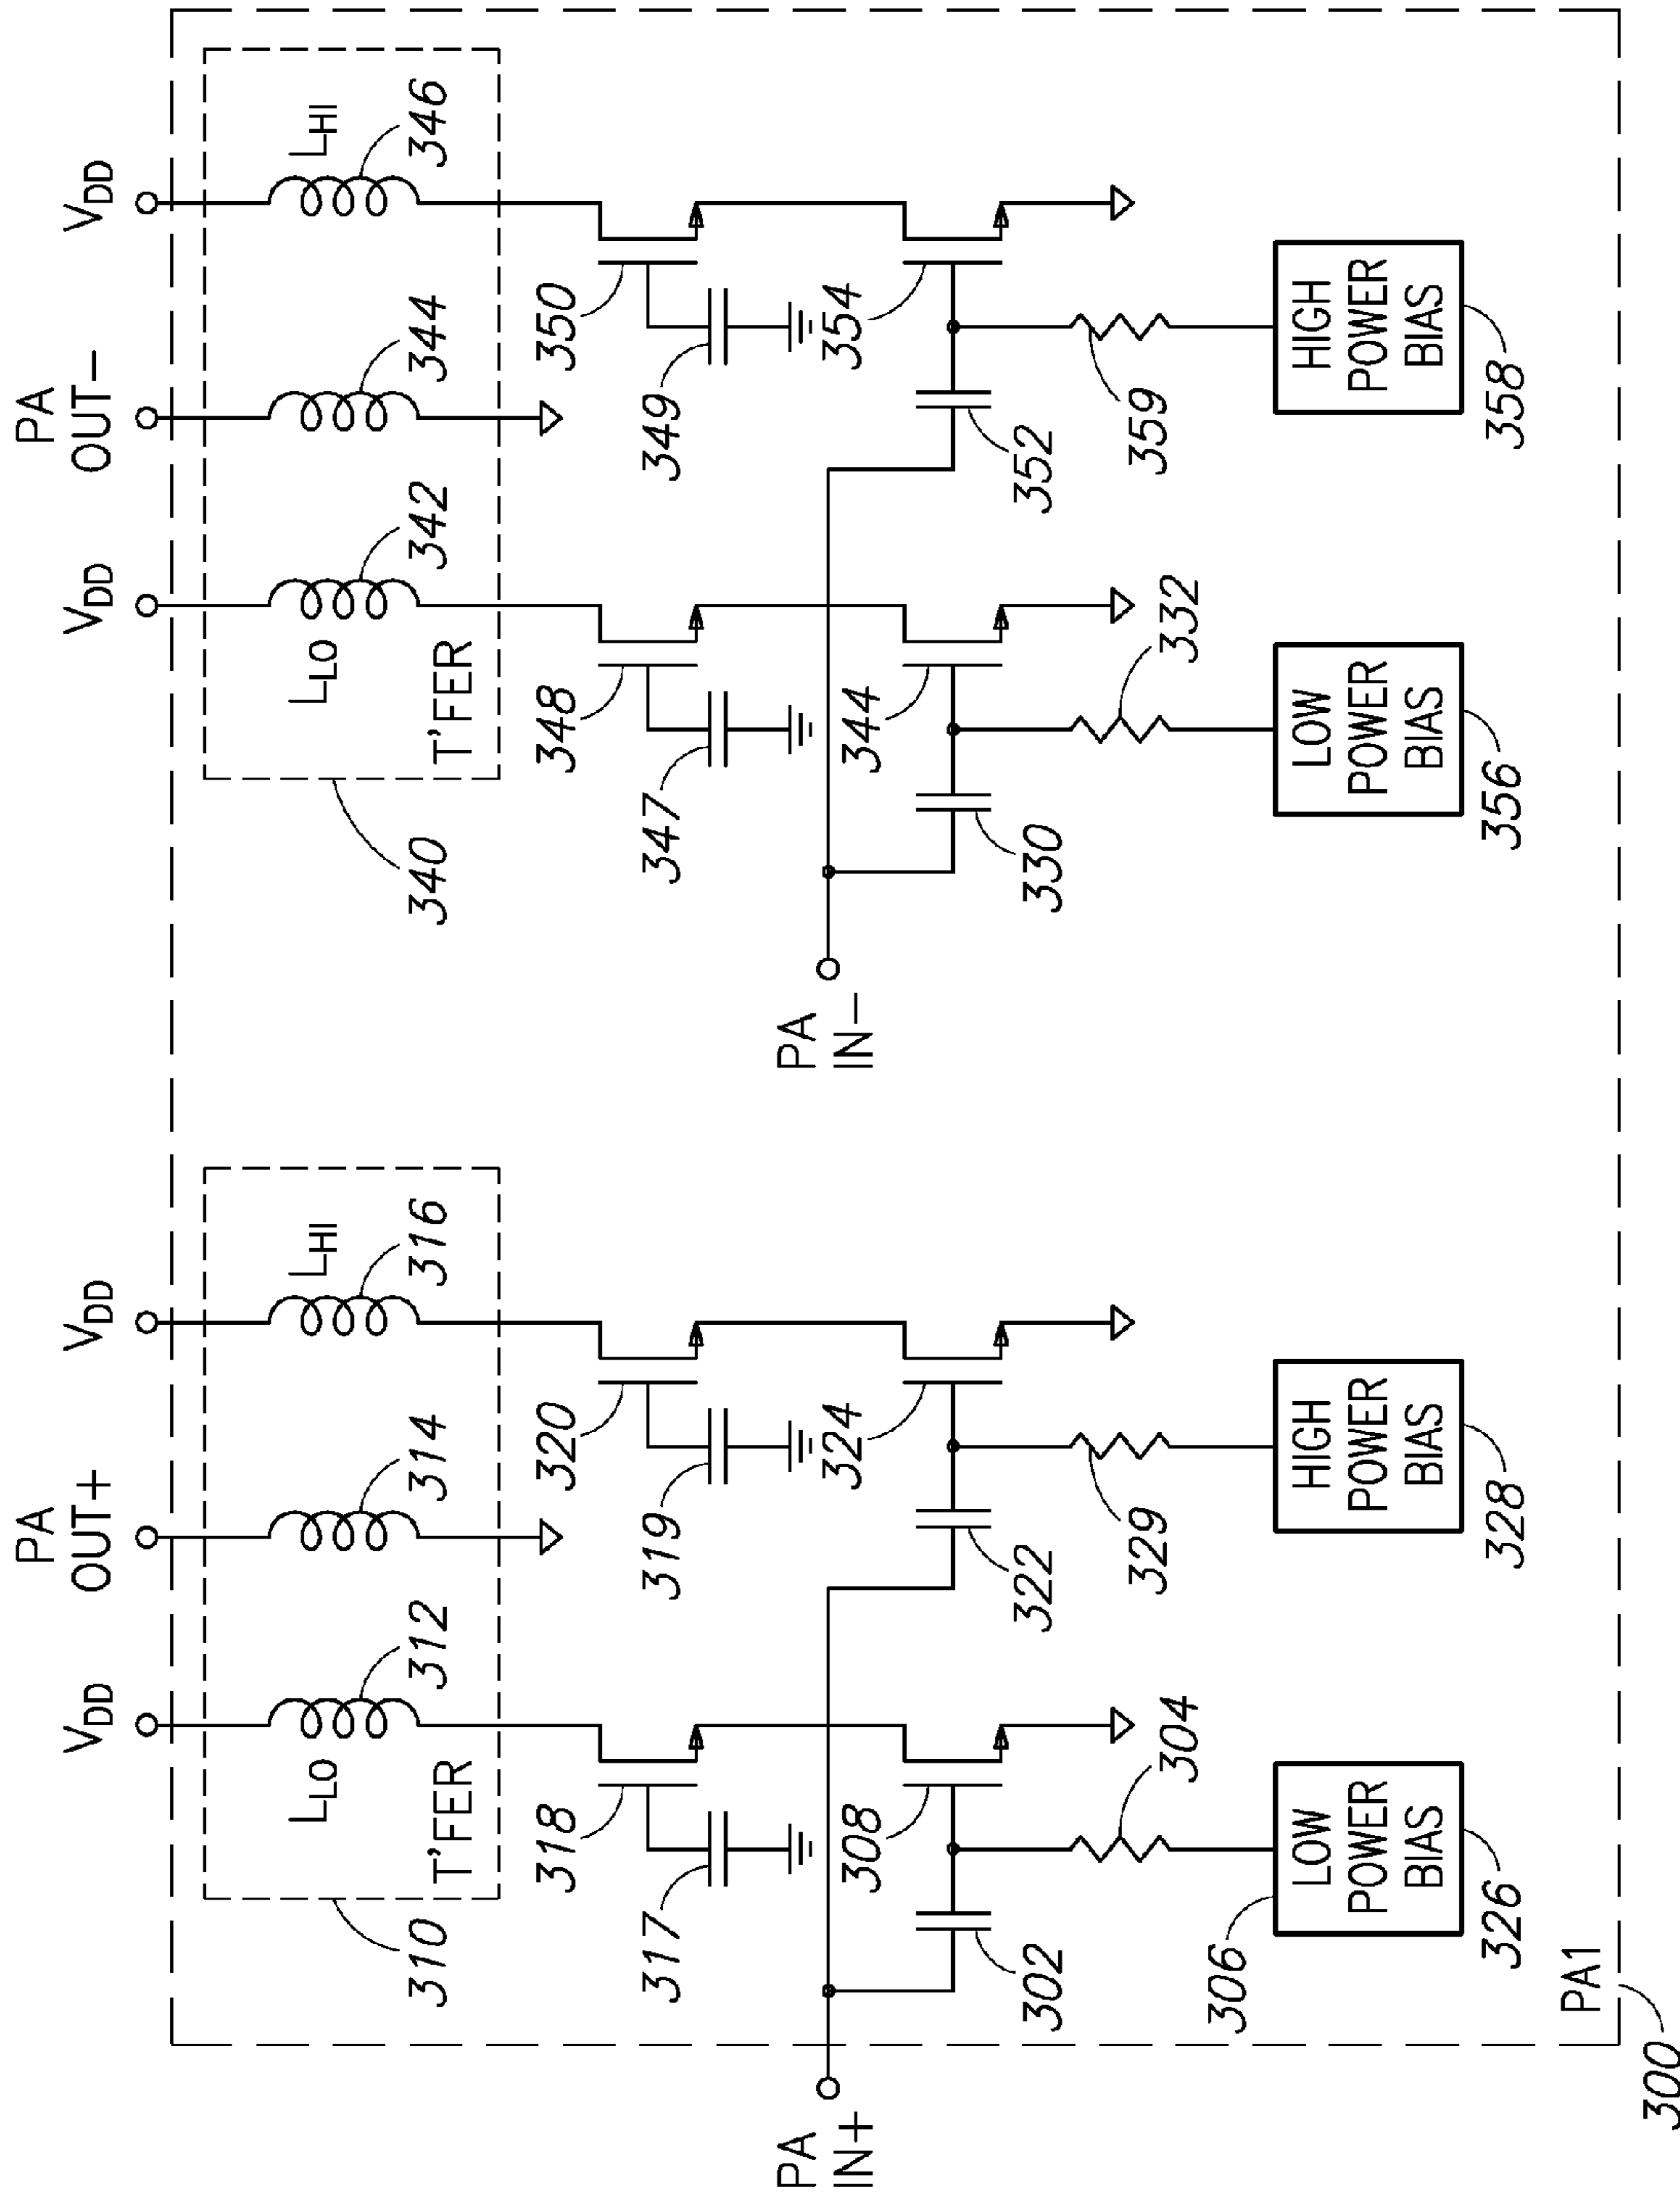 PA
OUT+
PA
OUT–
VDD
VDD
VDD
VDD
LLO
312
314
LHI
316
T'FER
310
LLO
342
344
LHI
346
T'FER
340
318
317
320
319
348
347
350
349
PA
IN+
PA
IN–
308
302
304
324
322
329
344
330
332
354
352
359
306
LOW
POWER
BIAS
326
HIGH
POWER
BIAS
328
LOW
POWER
BIAS
356
HIGH
POWER
BIAS
358
PA1
300